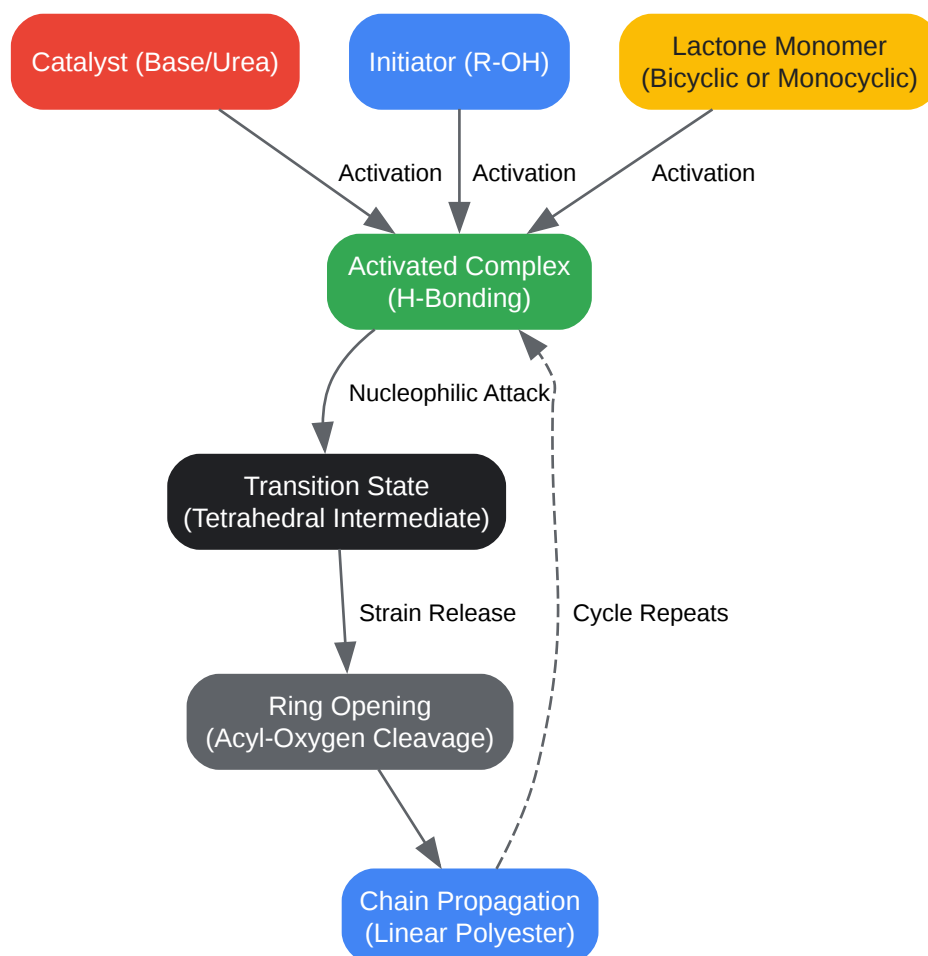 Catalyst (Base/Urea)
Initiator (R-OH)
Lactone Monomer
(Bicyclic or Monocyclic)
Activation
Activation
Activation
Activated Complex
(H-Bonding)
Nucleophilic Attack
Transition State
(Tetrahedral Intermediate)
Strain Release
Cycle Repeats
Ring Opening
(Acyl-Oxygen Cleavage)
Chain Propagation
(Linear Polyester)